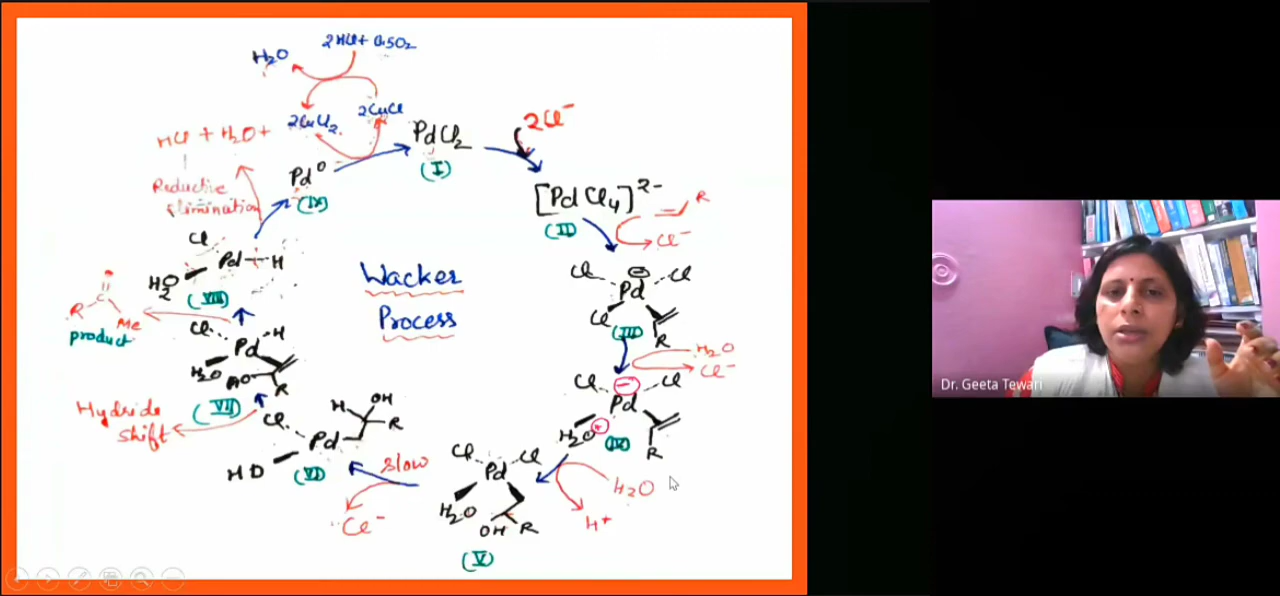 2HCl + 0.5O2
H2O
2CuCl
2CuCl2
HCl + H2O +
PdCl2
(I)
2Cl-
Pd0
(IX)
Reductive
Elimination
[PdCl4]2-
(II)
R
Cl-
Cl
Pd H
H2O
(VIII)
Wacker
Process
Cl Cl
Pd
Cl
(III)
R
R C Me
product
Cl H
Pd
H2O HO
R
(VII)
H2O
Cl-
Cl - Cl
Pd
H2O +
(IV)
R
Hydride
shift
H OH
Cl R
Pd
HO
(VI)
slow
Cl-
Cl Cl
Pd
H2O
OH R
(V)
H2O
H+
Dr. Geeta Tewari